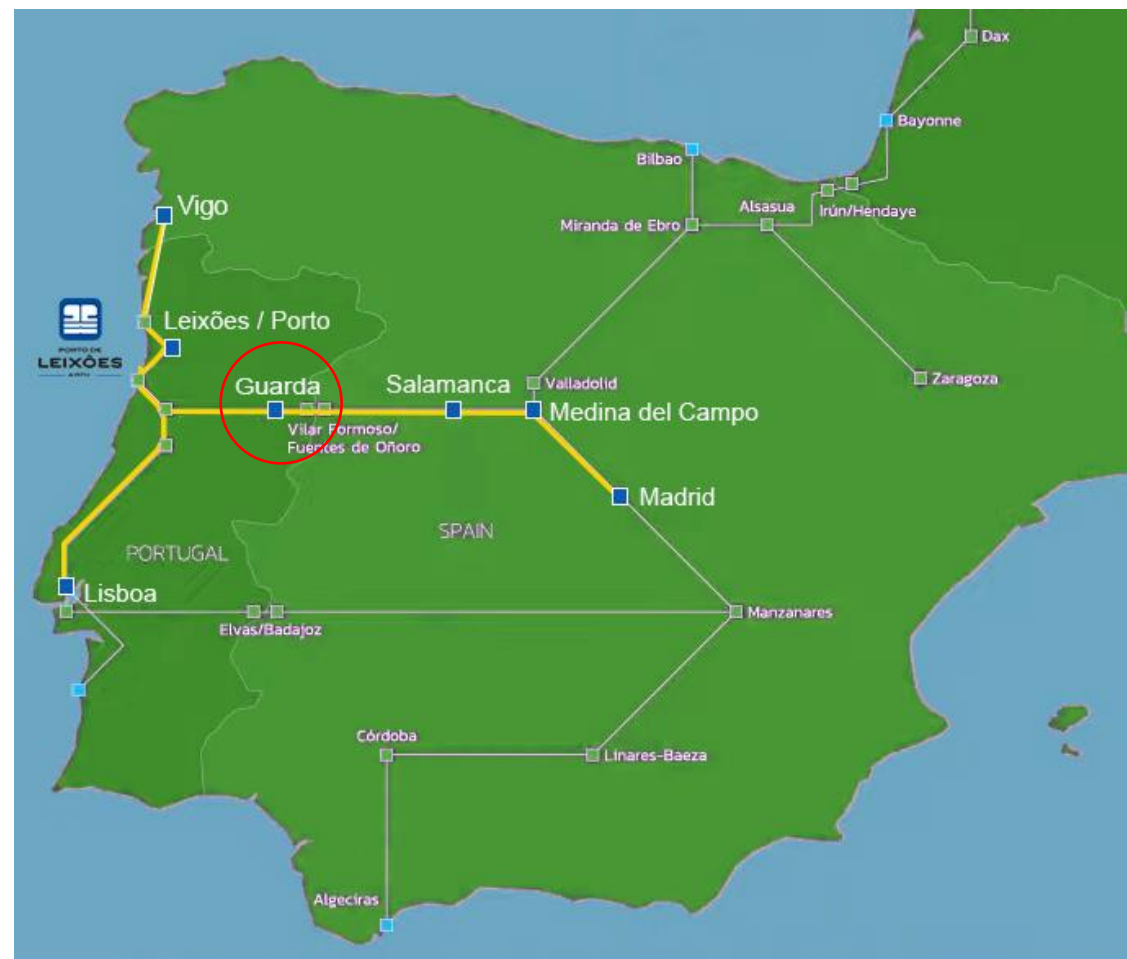 Dax
Bayonne
Bilbao
Vigo
Alsasua
Irún/Hendaye
Miranda de Ebro
Leixões / Porto
PORTO DE
LEIXÕES
APDL
Guarda
Salamanca
Valladolid
Zaragoza
Medina del Campo
Vilar Formoso/
Fuentes de Oñoro
Madrid
SPAIN
PORTUGAL
Lisboa
Manzanares
Elvas/Badajoz
Córdoba
Linares-Baeza
Algeciras